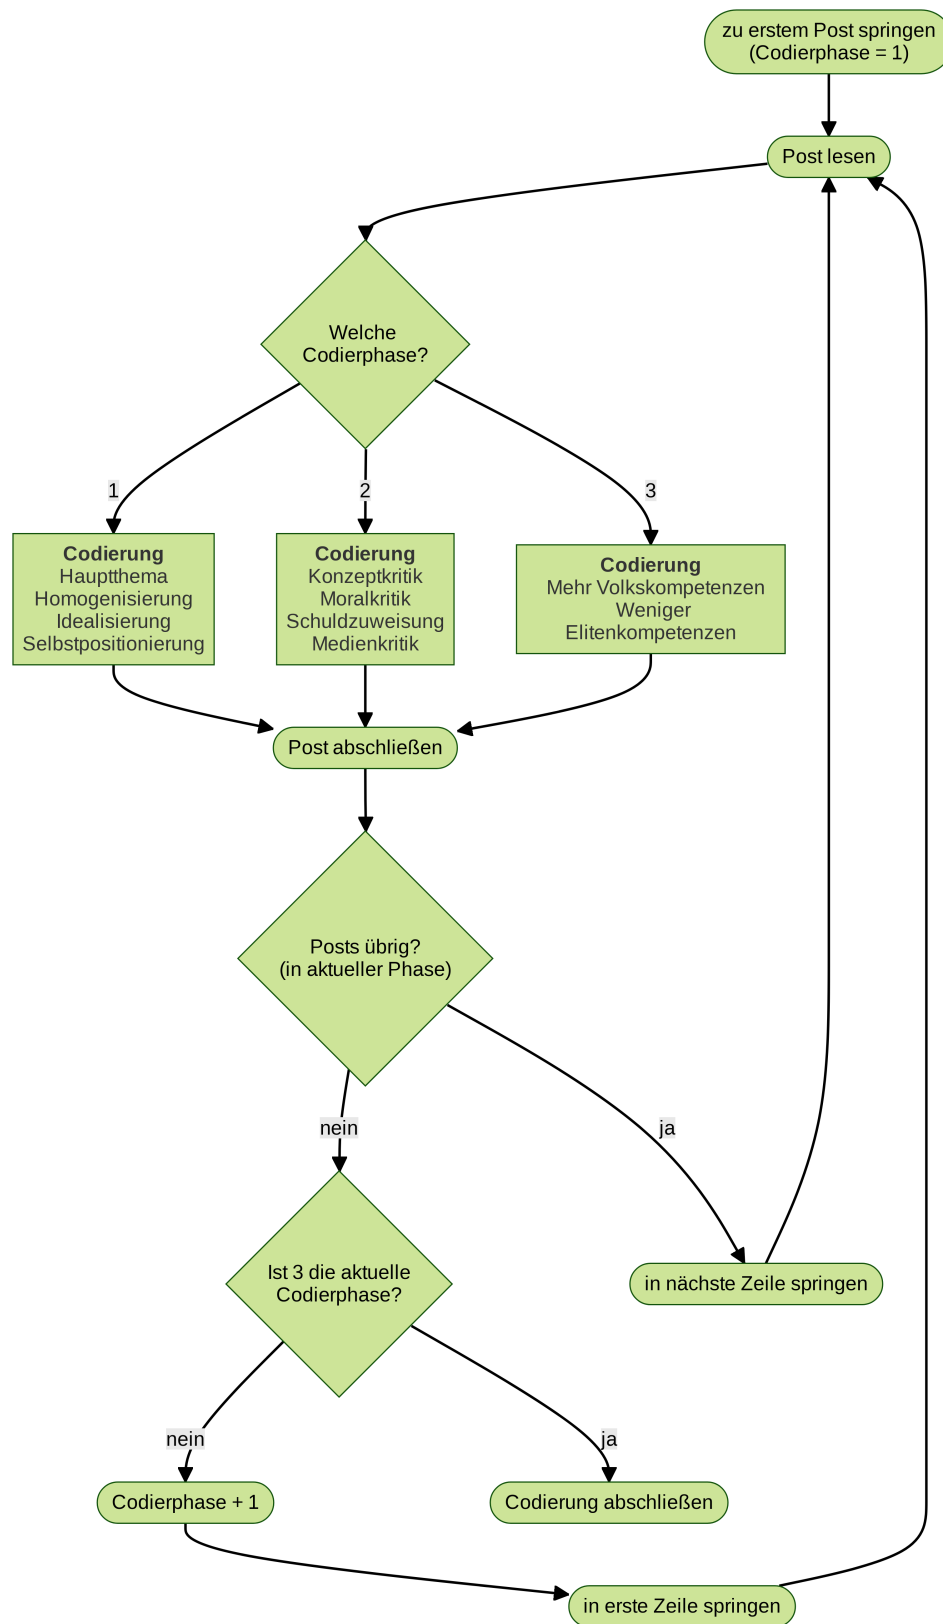 zu erstem Post springen
(Codierphase = 1)
Post lesen
Welche
Codierphase?
1
2
3
Codierung
Hauptthema
Homogenisierung
Idealisierung
Selbstpositionierung
Codierung
Konzeptkritik
Moralkritik
Schuldzuweisung
Medienkritik
Codierung
Mehr Volkskompetenzen
Weniger
Elitenkompetenzen
Post abschließen
Posts übrig?
(in aktueller Phase)
nein
ja
Ist 3 die aktuelle
Codierphase?
in nächste Zeile springen
nein
ja
Codierphase + 1
Codierung abschließen
in erste Zeile springen